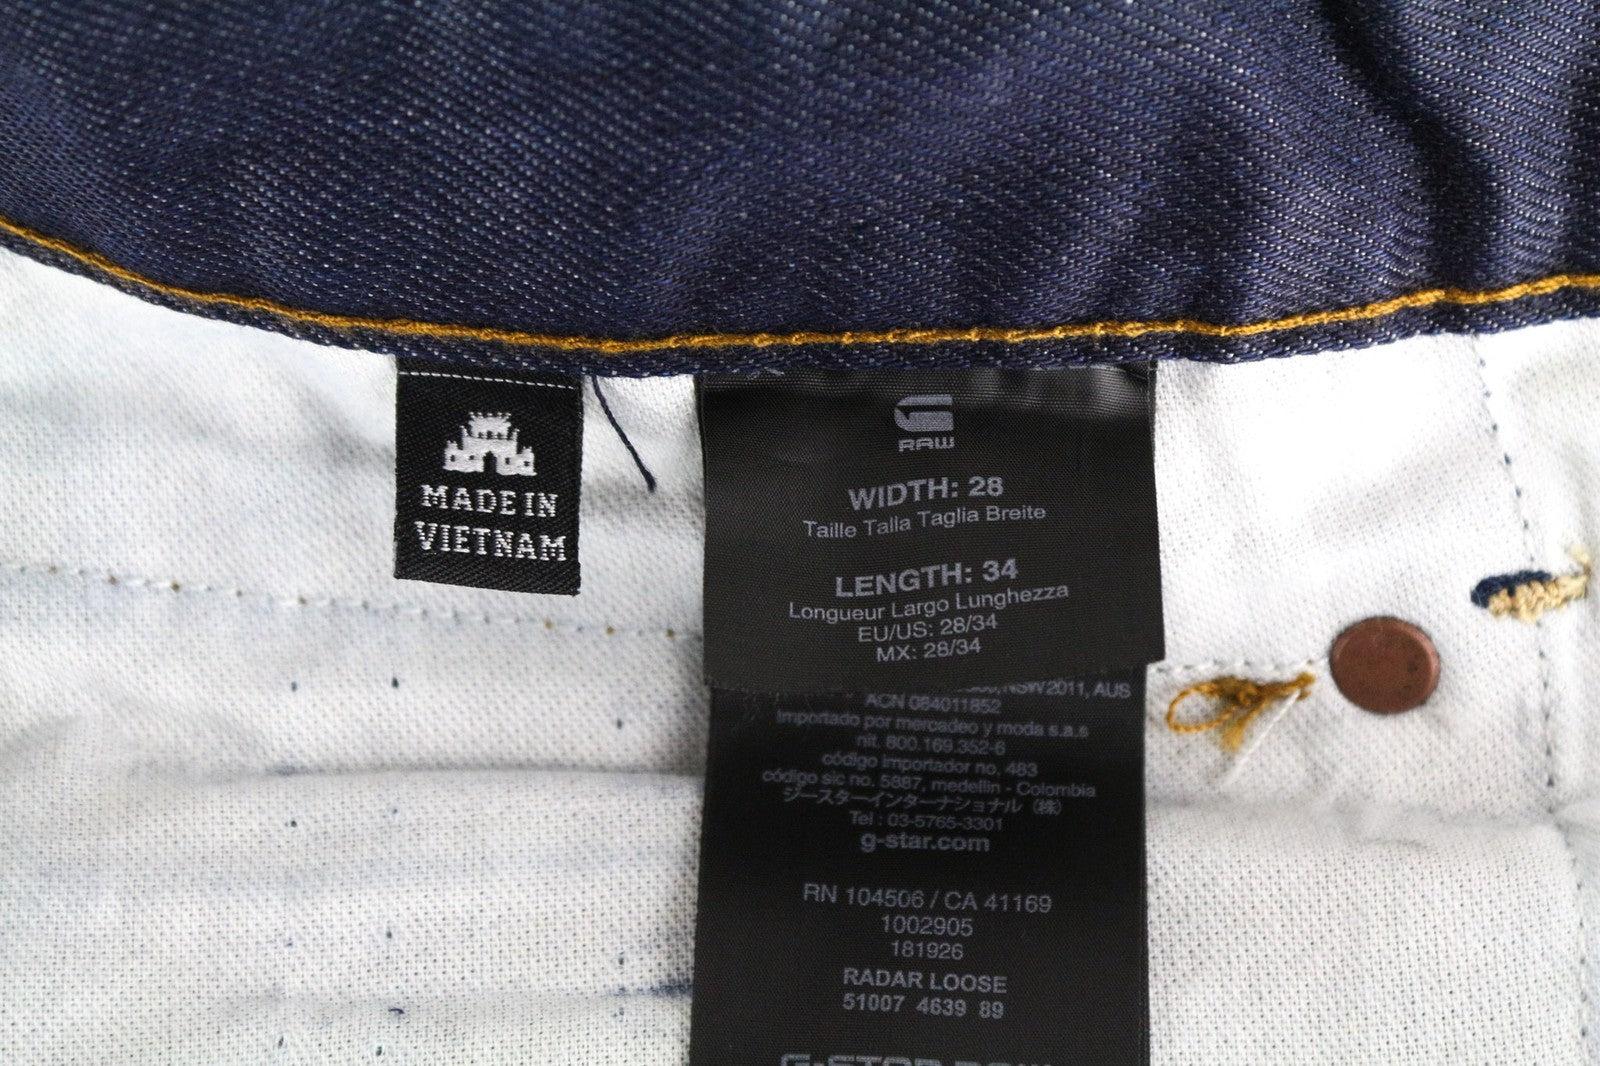 MADE IN
VIETNAM
RAW
WIDTH: 28
Taille Talla Taglia Breite
LENGTH: 34
Longueur Largo Lunghezza
EU/US: 28/34
MX: 28/34
NSW2011, AUS
ACN 084011852
Importado por mercadeo y moda s.a.s
nit. 800.169.352-6
código importador no. 483
código sic no. 5887, medellin - Colombia
ジースターインターナショナル (株)
Tel : 03-5765-3301
g-star.com
RN 104506 / CA 41169
1002905
181926
RADAR LOOSE
51007 4639 89